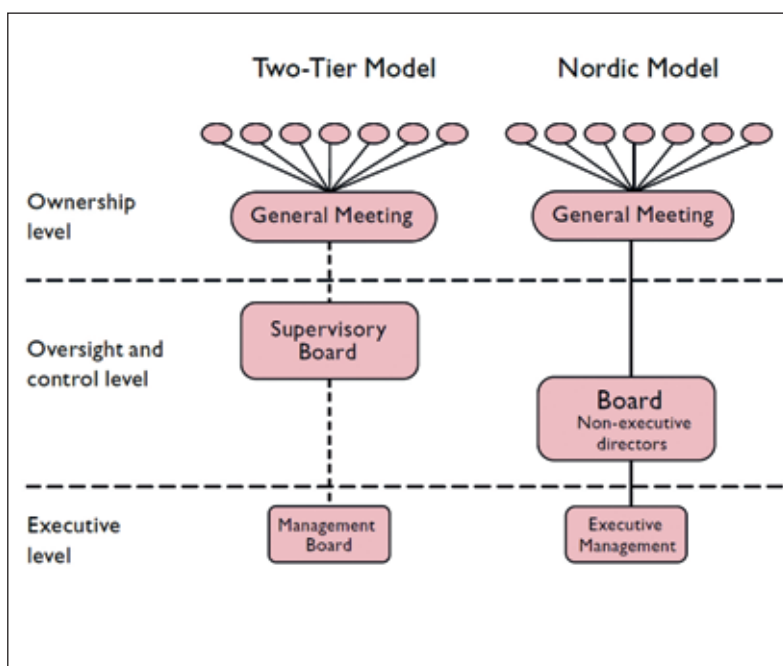 Two-Tier Model
Nordic Model
Ownership
level
General Meeting
General Meeting
Oversight and
control level
Supervisory
Board
Board
Non-executive
directors
Executive
level
Management
Board
Executive
Management